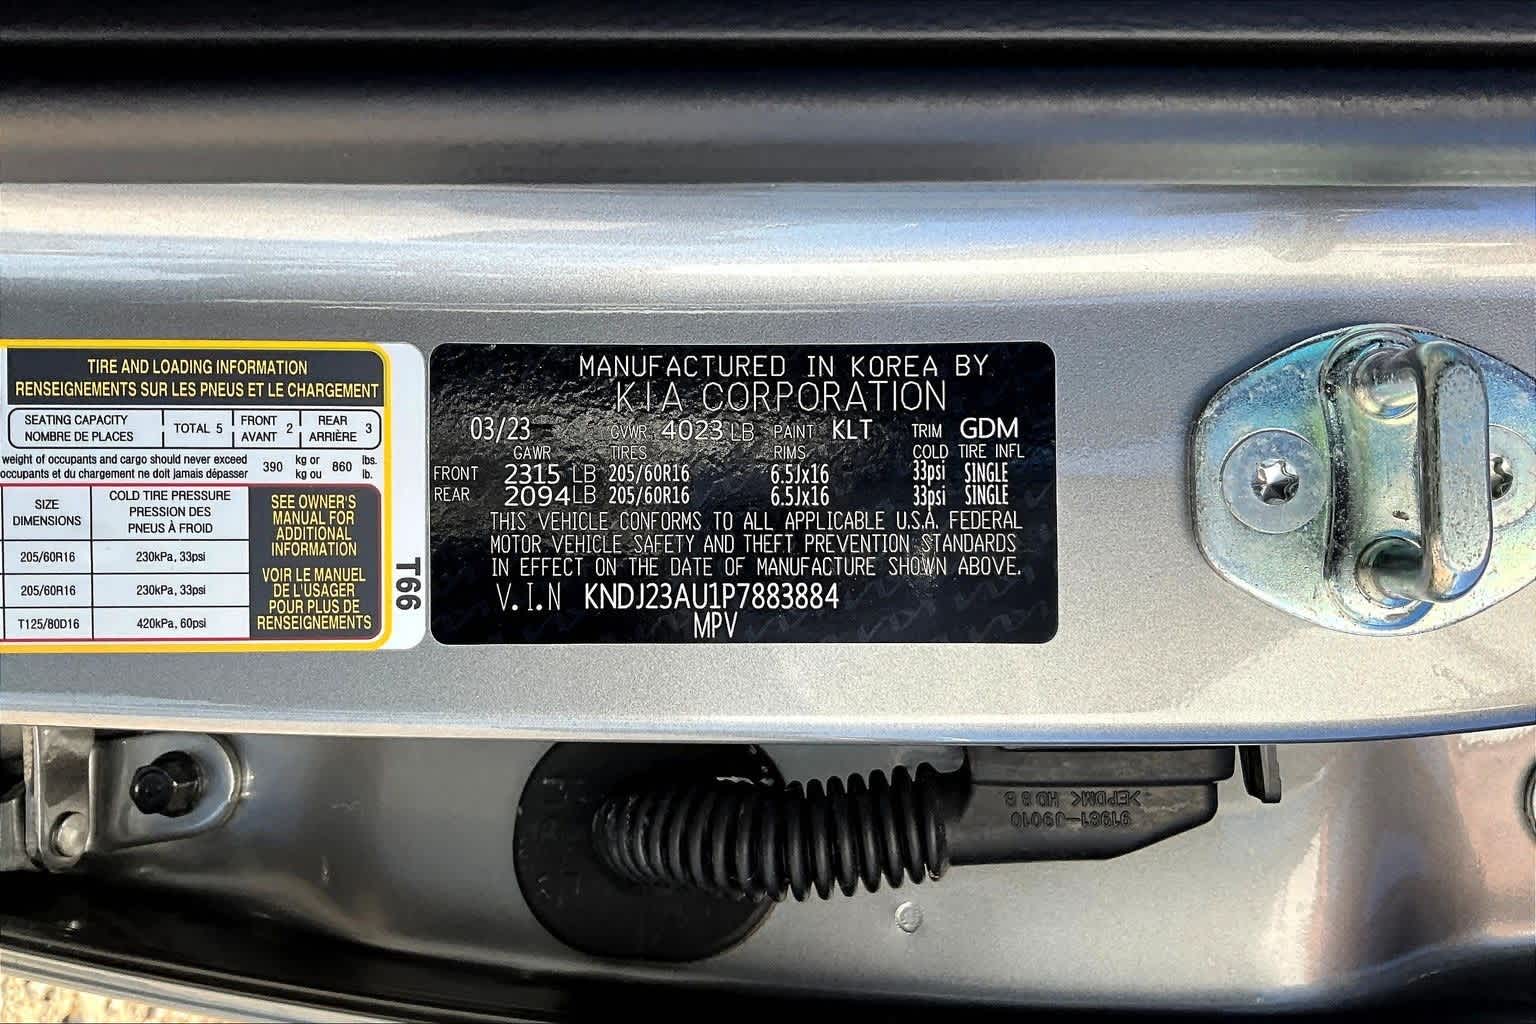 TIRE AND LOADING INFORMATION
RENSEIGNEMENTS SUR LES PNEUS ET LE CHARGEMENT
SEATING CAPACITY
NOMBRE DE PLACES
TOTAL 5
FRONT
AVANT 2
REAR
ARRIÈRE 3
weight of occupants and cargo should never exceed
occupants et du chargement ne doit jamais dépasser
390 kg or
kg ou 860 lbs.
lb.
SIZE
DIMENSIONS
COLD TIRE PRESSURE
PRESSION DES
PNEUS À FROID
205/60R16 230kPa, 33psi
205/60R16 230kPa, 33psi
T125/80D16 420kPa, 60psi
SEE OWNER'S
MANUAL FOR
ADDITIONAL
INFORMATION
VOIR LE MANUEL
DE L'USAGER
POUR PLUS DE
RENSEIGNEMENTS
T66
MANUFACTURED IN KOREA BY
KIA CORPORATION
03/23 GVWR 4023 LB PAINT KLT TRIM GDM
GAWR TIRES RIMS COLD TIRE INFL
FRONT 2315 LB 205/60R16 6.5Jx16 33psi SINGLE
REAR 2094 LB 205/60R16 6.5Jx16 33psi SINGLE
THIS VEHICLE CONFORMS TO ALL APPLICABLE U.S.A. FEDERAL
MOTOR VEHICLE SAFETY AND THEFT PREVENTION STANDARDS
IN EFFECT ON THE DATE OF MANUFACTURE SHOWN ABOVE.
V.I.N KNDJ23AU1P7883884
MPV
>EPDM< HD B B
91981-J9010